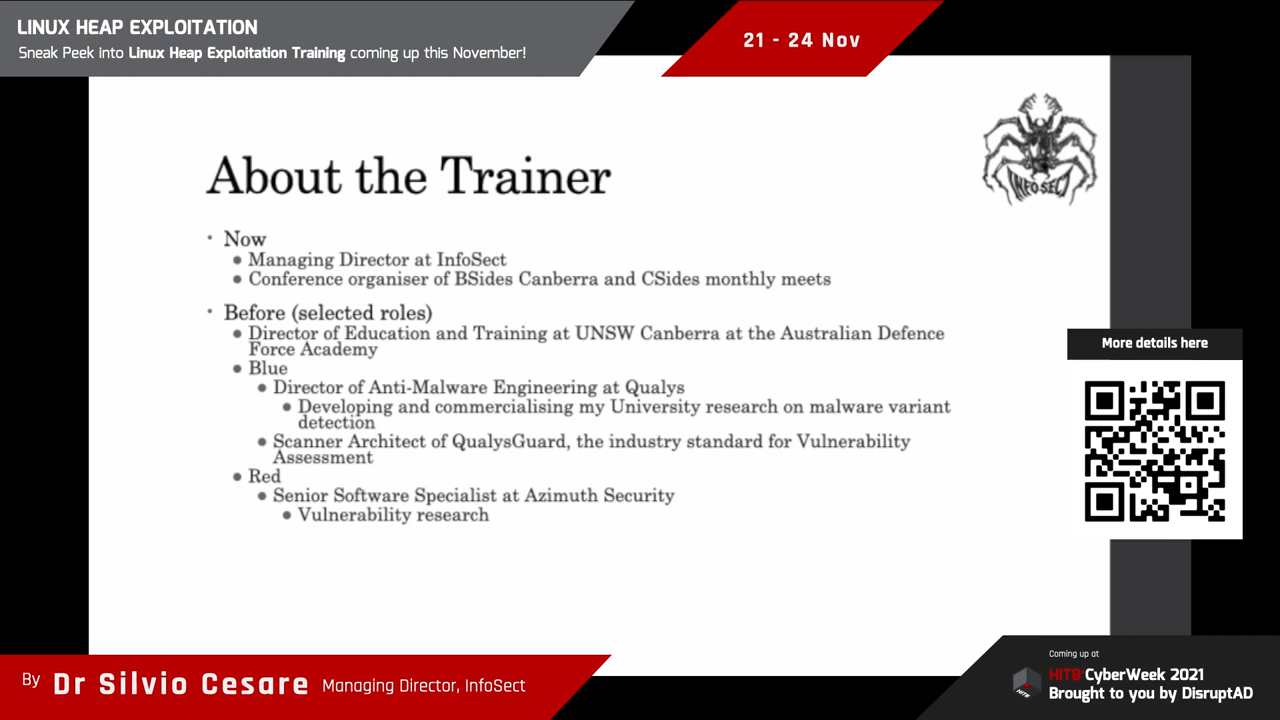 LINUX HEAP EXPLOITATION
Sneak Peek into Linux Heap Exploitation Training coming up this November!
21 - 24 Nov
INFOSECT
About the Trainer
• Now
• Managing Director at InfoSect
• Conference organiser of BSides Canberra and CSides monthly meets
• Before (selected roles)
• Director of Education and Training at UNSW Canberra at the Australian Defence
Force Academy
• Blue
• Director of Anti-Malware Engineering at Qualys
• Developing and commercialising my University research on malware variant
detection
• Scanner Architect of QualysGuard, the industry standard for Vulnerability
Assessment
• Red
• Senior Software Specialist at Azimuth Security
• Vulnerability research
More details here
By Dr Silvio Cesare Managing Director, InfoSect
Coming up at
HITB+ CyberWeek 2021
Brought to you by DisruptAD
HITB